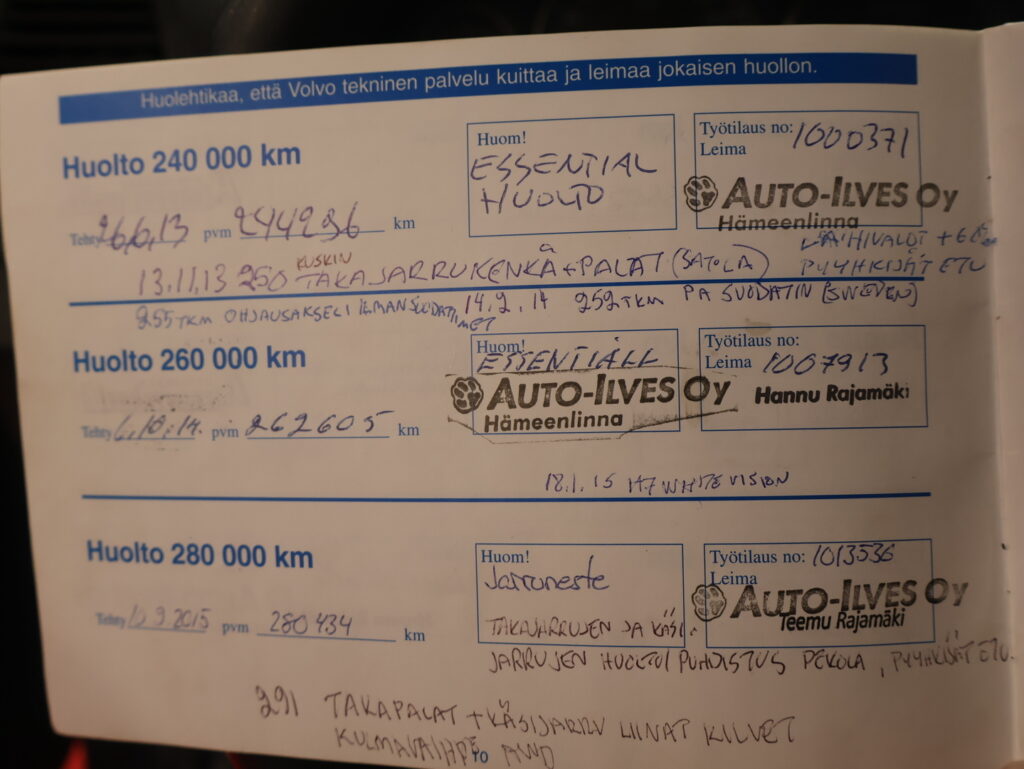 Huolehtikaa, että Volvo tekninen palvelu kuittaa ja leimaa jokaisen huollon.
Huolto 240 000 km
Huom!
ESSENTIAL
HUOLTO
Työtilaus no: 1000371
Leima
AUTO-ILVES OY
Hämeenlinna
Tehty 26.6.13 pvm 244236 km
LÄHIVALOT +
KUSKIN
13.11.13 250 TAKAJARRUKENKÄ + PALAT (SATOLA) PYYHKIJÄT ETU
255 TKM OHJAUSAKSELI ILMANSUODATIMET 14.2.14 252 TKM PA SUODATIN (SWEDEN)
Huolto 260 000 km
Huom!
ESSENTIALL
AUTO-ILVES OY
Hämeenlinna
Työtilaus no:
Leima 1007913
Hannu Rajamäki
Tehty 6.10.14. pvm 262605 km
18.1.15 H7 WHITE VISION
Huolto 280 000 km
Huom!
Jarruneste
Työtilaus no: 1013536
Leima
AUTO-ILVES OY
Teemu Rajamäki
Tehty 9.2015 pvm 280434 km
TAKAJARRUJEN JA KÄSI-
JARRUJEN HUOLTO/PUHDISTUS PEKOLA, PYYHKIJÄT ETU.
291 TAKAPALAT + KÄSIJARRU LIINAT KILVET
KULMAVAIHDE AWD